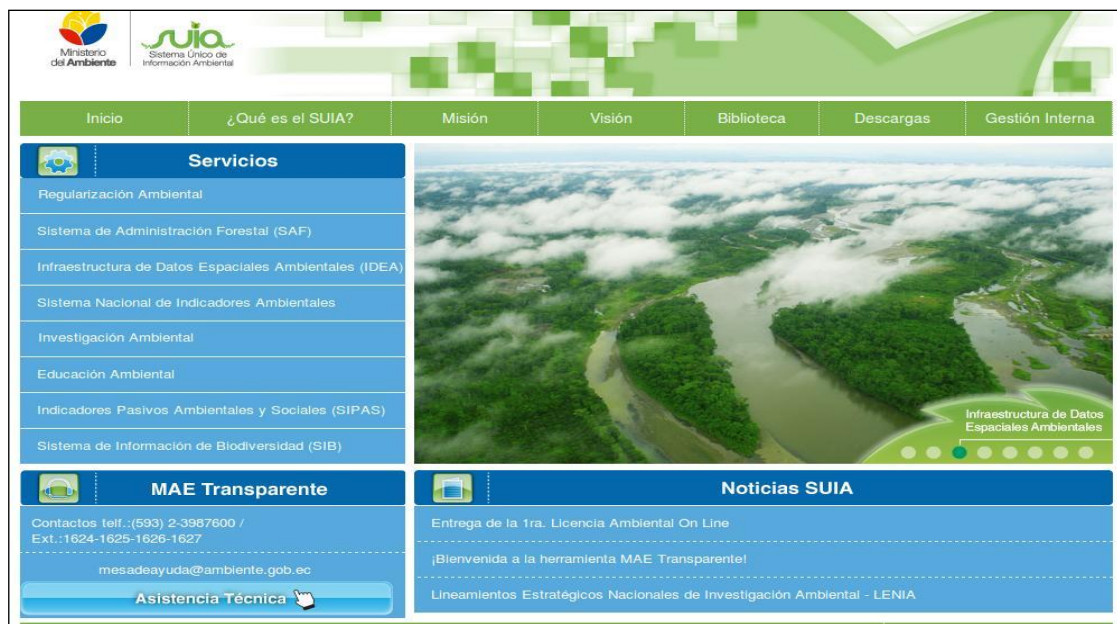 Ministerio
del Ambiente
suia
Sistema Único de
Información Ambiental
Inicio
¿Qué es el SUIA?
Misión
Visión
Biblioteca
Descargas
Gestión Interna
Servicios
Regularización Ambiental
Sistema de Administración Forestal (SAF)
Infraestructura de Datos Espaciales Ambientales (IDEA)
Sistema Nacional de Indicadores Ambientales
Investigación Ambiental
Educación Ambiental
Indicadores Pasivos Ambientales y Sociales (SIPAS)
Sistema de Información de Biodiversidad (SIB)
Infraestructura de Datos
Espaciales Ambientales
MAE Transparente
Contactos telf.:(593) 2-3987600 /
Ext.:1624-1625-1626-1627
mesadeayuda@ambiente.gob.ec
Asistencia Técnica
Noticias SUIA
Entrega de la 1ra. Licencia Ambiental On Line
¡Bienvenida a la herramienta MAE Transparente!
Lineamientos Estratégicos Nacionales de Investigación Ambiental - LENIA